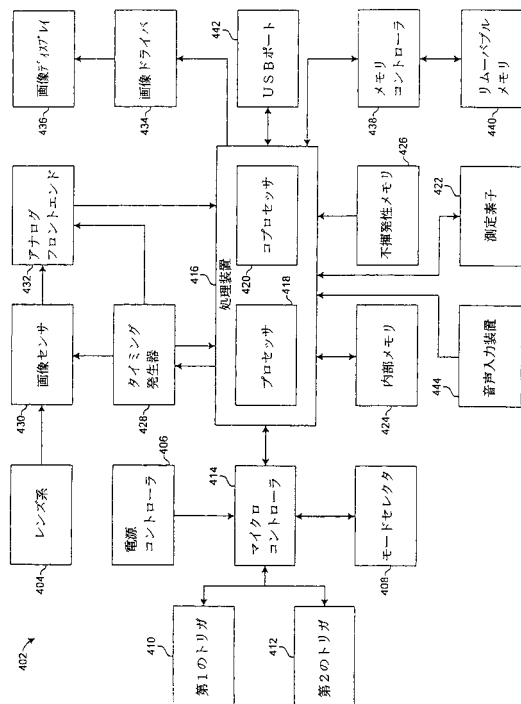 402
レンズ系
404
画像センサ
430
アナログ
フロントエンド
432
画像ディスプレイ
436
電源
コントローラ
406
タイミング
発生器
428
画像ドライバ
434
第1のトリガ
410
第2のトリガ
412
マイクロ
コントローラ
414
処理装置
416
プロセッサ
418
コプロセッサ
420
USBポート
442
モードセレクタ
408
内部メモリ
424
不揮発性メモリ
426
メモリ
コントローラ
438
音声入力装置
444
測定素子
422
リムーバブル
メモリ
440